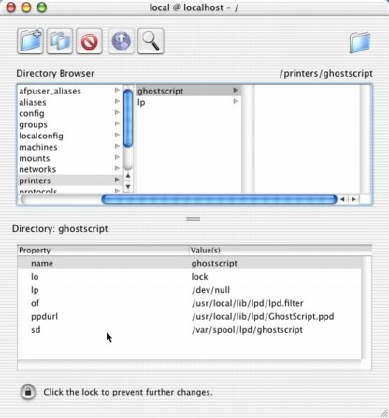 local @ localhost - /
Directory Browser /printers/ghostscript
afpuser_aliases
aliases
config
groups
localconfig
machines
mounts
networks
printers
protocols
ghostscript
lp
Directory: ghostscript
Property Value(s)
name ghostscript
lo lock
lp /dev/null
of /usr/local/lib/lpd/lpd.filter
ppdurl /usr/local/lib/lpd/GhostScript.ppd
sd /var/spool/lpd/ghostscript
Click the lock to prevent further changes.